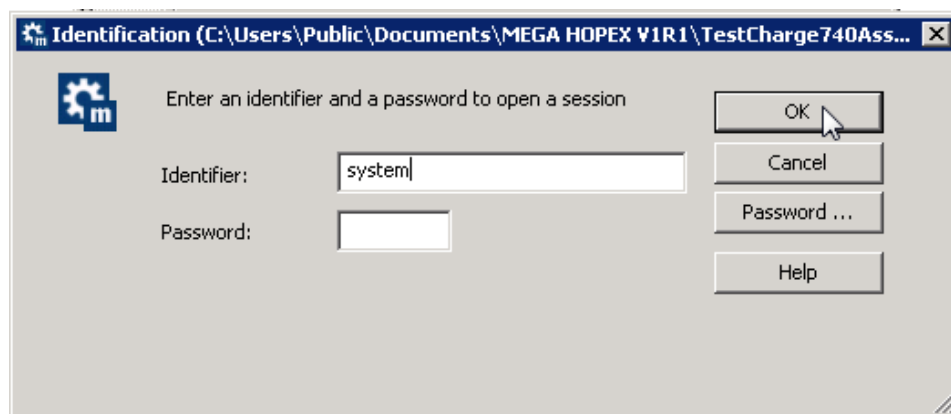 Identification (C:\Users\Public\Documents\MEGA HOPEX V1R1\TestCharge740Ass...
m
Enter an identifier and a password to open a session
OK
Identifier:
system
Cancel
Password ...
Password:
Help